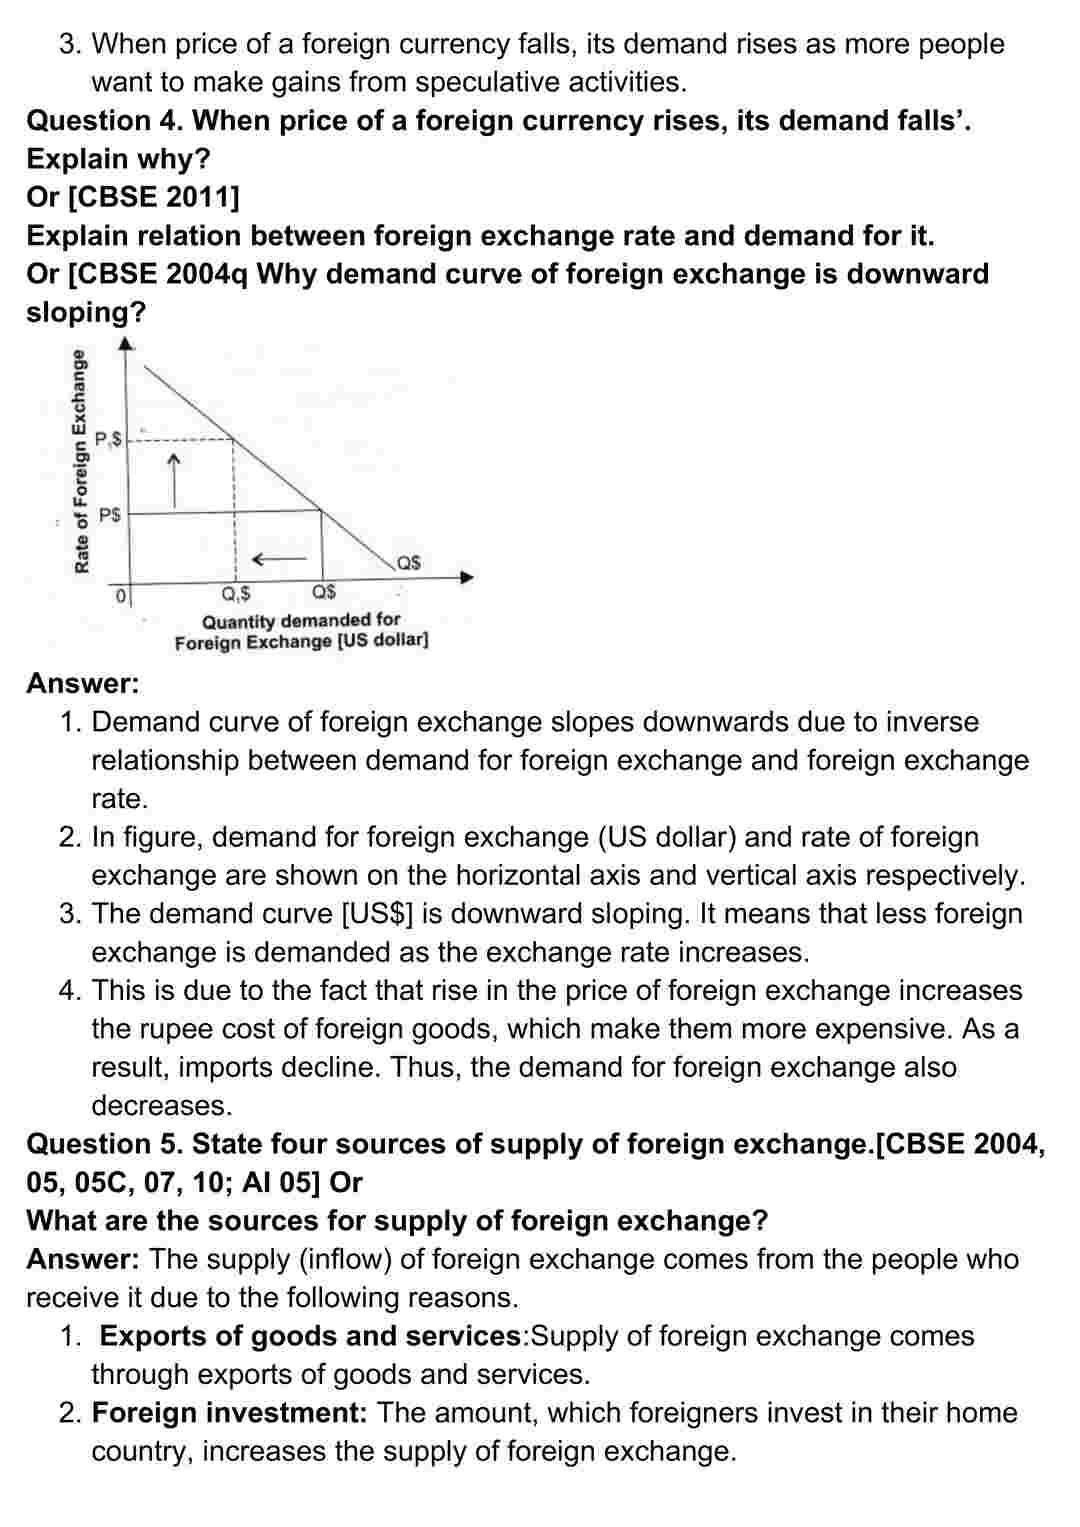 3. When price of a foreign currency falls, its demand rises as more people
want to make gains from speculative activities.
Question 4. When price of a foreign currency rises, its demand falls’.
Explain why?
Or [CBSE 2011]
Explain relation between foreign exchange rate and demand for it.
Or [CBSE 2004q Why demand curve of foreign exchange is downward
sloping?
Rate of Foreign Exchange
P,$
P$
Q$
0
Q,$
Q$
Quantity demanded for
Foreign Exchange [US dollar]
Answer:
1. Demand curve of foreign exchange slopes downwards due to inverse
relationship between demand for foreign exchange and foreign exchange
rate.
2. In figure, demand for foreign exchange (US dollar) and rate of foreign
exchange are shown on the horizontal axis and vertical axis respectively.
3. The demand curve [US$] is downward sloping. It means that less foreign
exchange is demanded as the exchange rate increases.
4. This is due to the fact that rise in the price of foreign exchange increases
the rupee cost of foreign goods, which make them more expensive. As a
result, imports decline. Thus, the demand for foreign exchange also
decreases.
Question 5. State four sources of supply of foreign exchange.[CBSE 2004,
05, 05C, 07, 10; AI 05] Or
What are the sources for supply of foreign exchange?
Answer: The supply (inflow) of foreign exchange comes from the people who
receive it due to the following reasons.
1. Exports of goods and services:Supply of foreign exchange comes
through exports of goods and services.
2. Foreign investment: The amount, which foreigners invest in their home
country, increases the supply of foreign exchange.